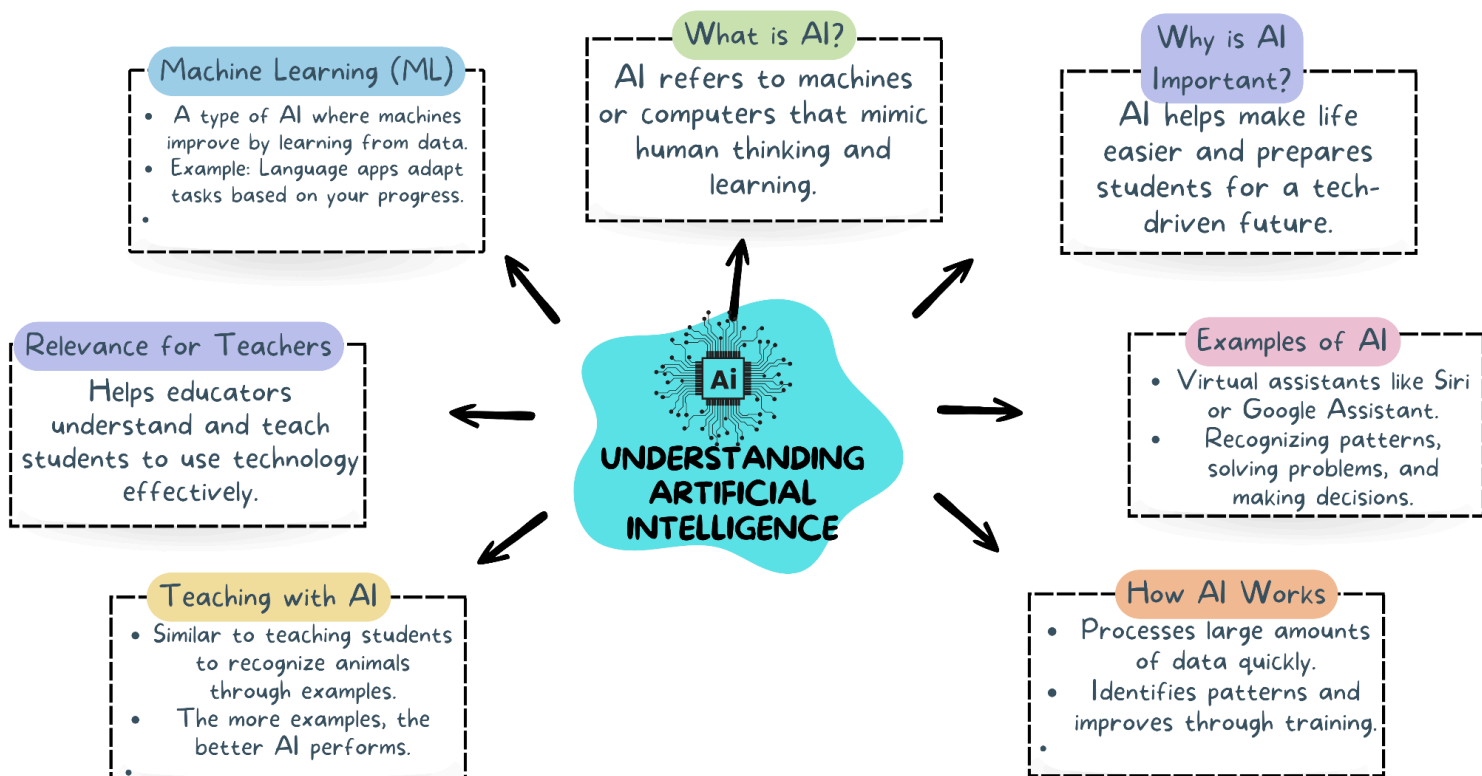 What is AI?
AI refers to machines
or computers that mimic
human thinking and
learning.
Why is AI
Important?
AI helps make life
easier and prepares
students for a tech-
driven future.
Machine Learning (ML)
• A type of AI where machines
improve by learning from data.
• Example: Language apps adapt
tasks based on your progress.
•
Relevance for Teachers
Helps educators
understand and teach
students to use technology
effectively.
Ai
UNDERSTANDING
ARTIFICIAL
INTELLIGENCE
Examples of AI
• Virtual assistants like Siri
or Google Assistant.
• Recognizing patterns,
solving problems, and
making decisions.
Teaching with AI
• Similar to teaching students
to recognize animals
through examples.
• The more examples, the
better AI performs.
•
How AI Works
• Processes large amounts
of data quickly.
• Identifies patterns and
improves through training.
•